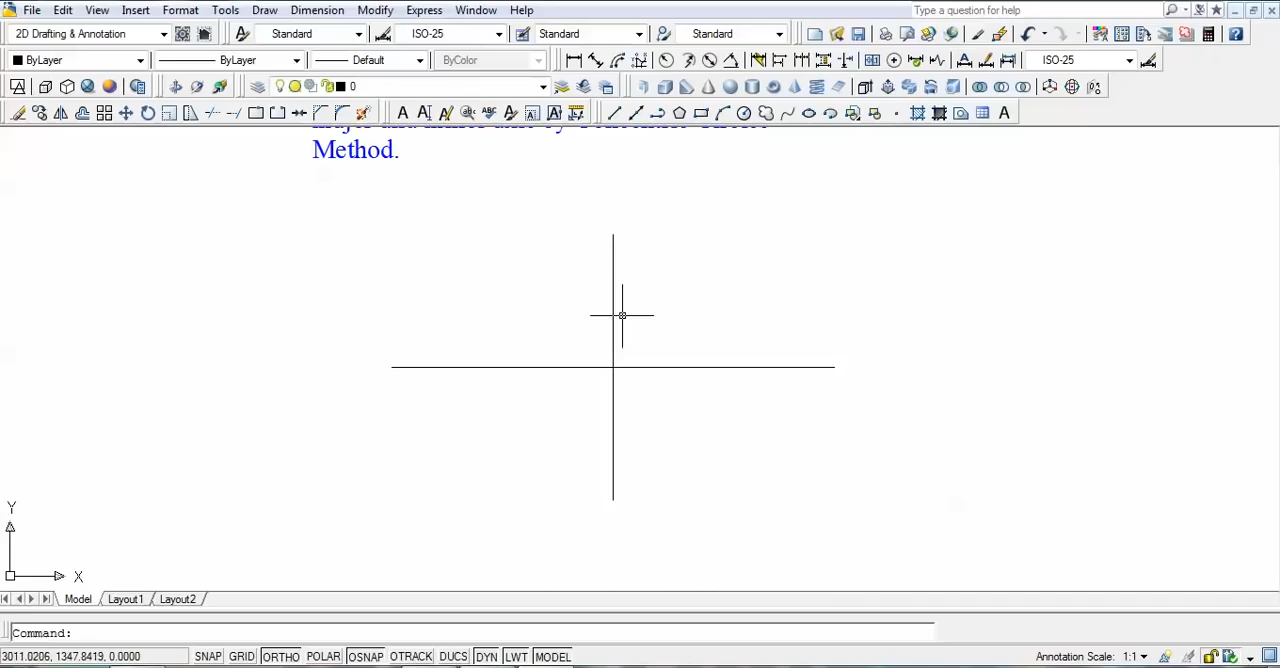 File Edit View Insert Format Tools Draw Dimension Modify Express Window Help Type a question for help
2D Drafting & Annotation Standard ISO-25 Standard Standard
ByLayer ByLayer Default ByColor ISO-25
0
Method.
Y
X
Model Layout1 Layout2
Command:
3011.0206, 1347.8419, 0.0000 SNAP GRID ORTHO POLAR OSNAP OTRACK DUCS DYN LWT MODEL Annotation Scale: 1:1